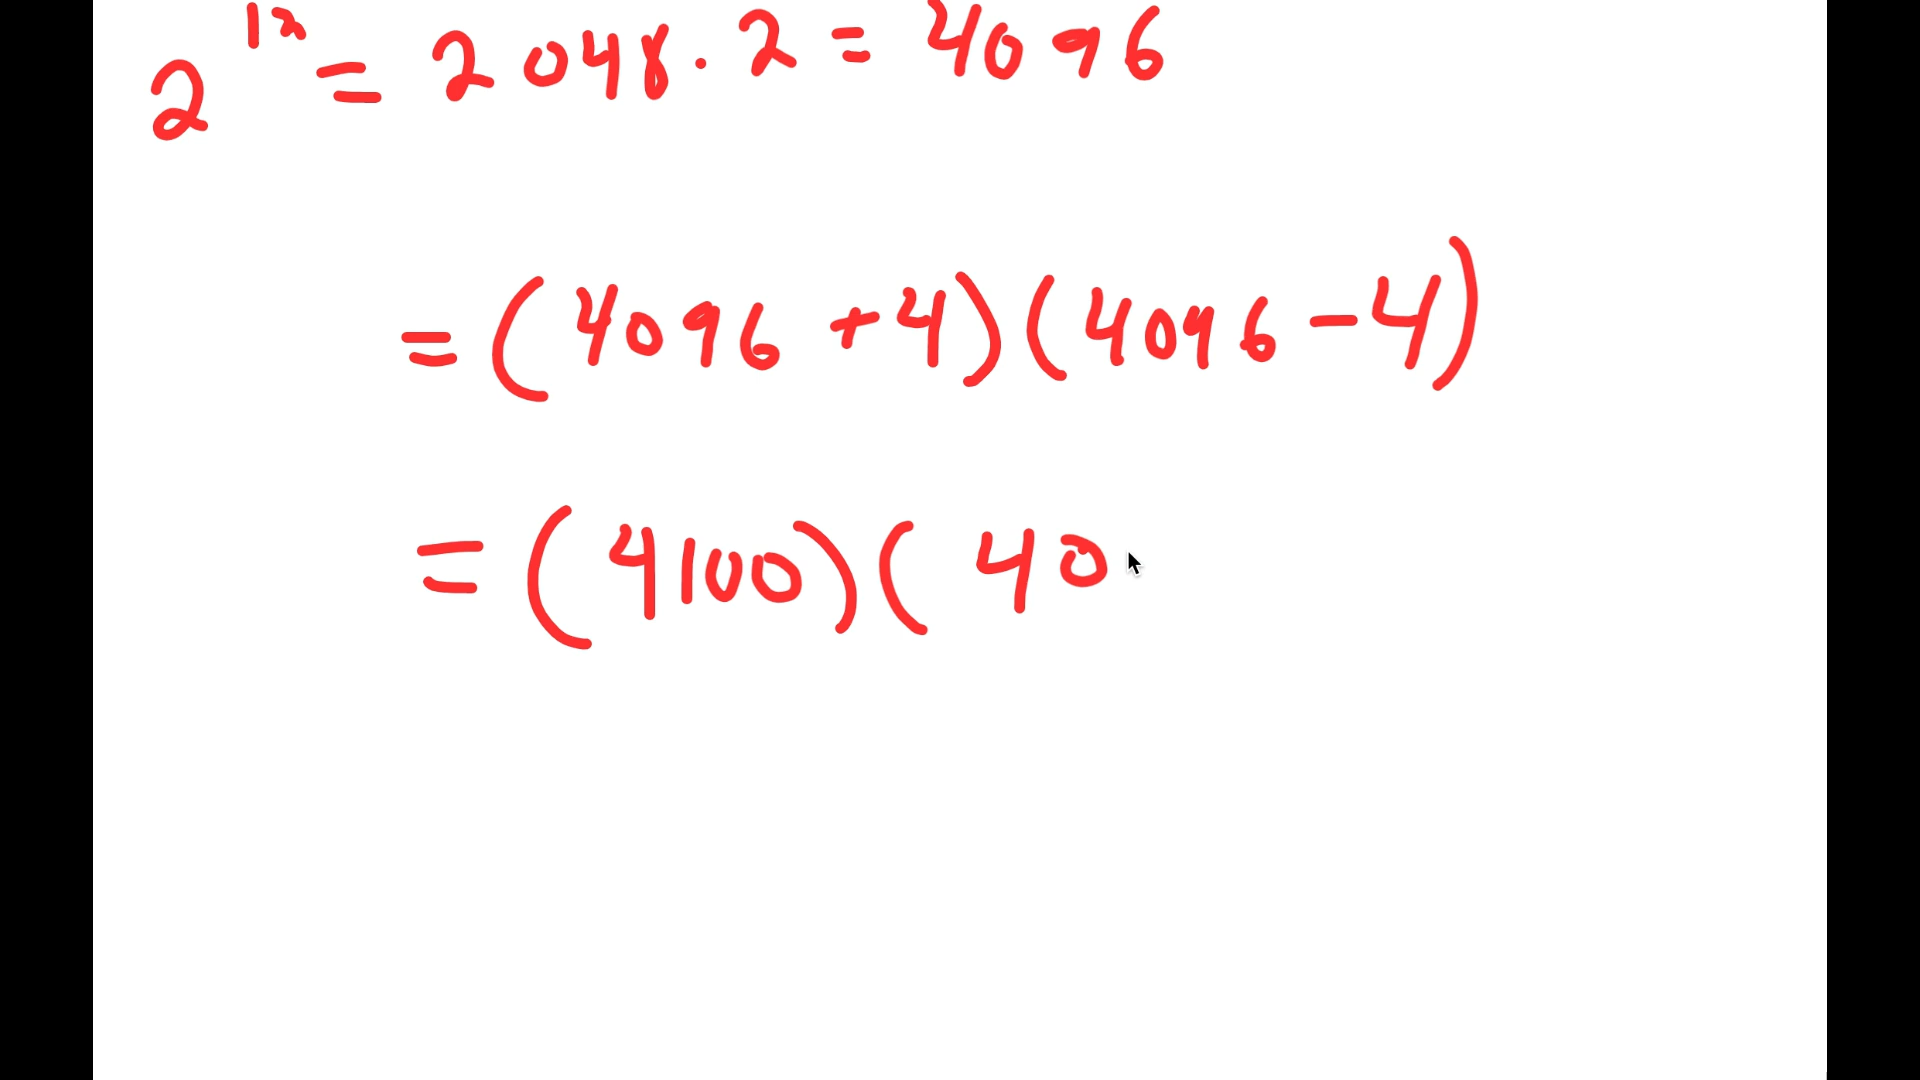 2¹² = 2048 · 2 = 4096
= (4096 + 4)(4096 - 4)
= (4100)(40